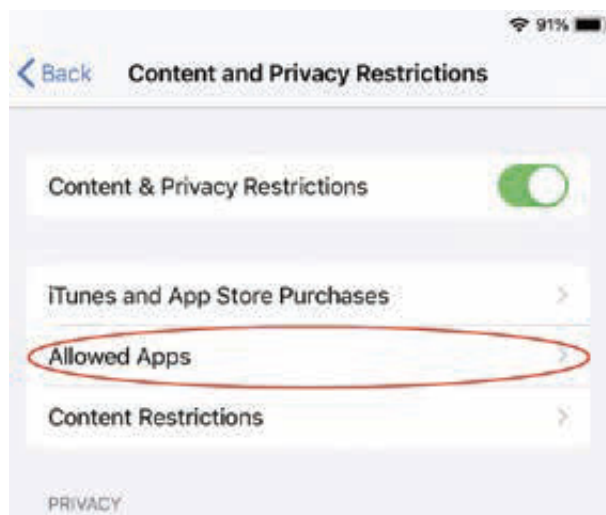 91%
Back Content and Privacy Restrictions
Content & Privacy Restrictions
iTunes and App Store Purchases
Allowed Apps
Content Restrictions
PRIVACY